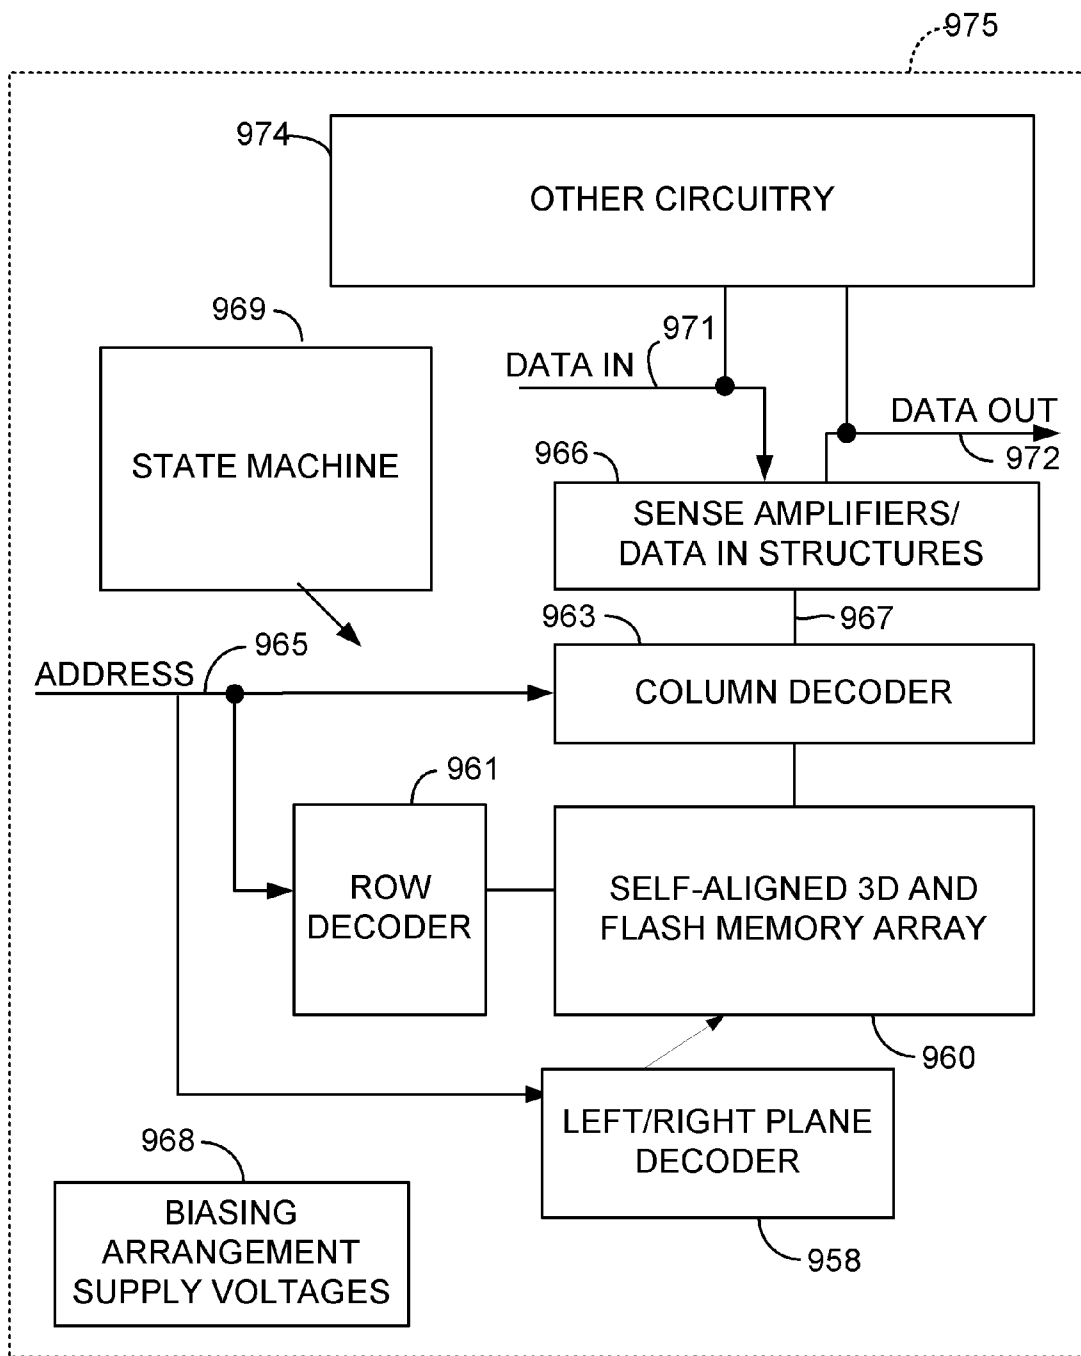 975
974
OTHER CIRCUITRY
969
971
DATA IN
DATA OUT
972
STATE MACHINE
966
SENSE AMPLIFIERS/
DATA IN STRUCTURES
963
967
965
ADDRESS
COLUMN DECODER
961
ROW
DECODER
SELF-ALIGNED 3D AND
FLASH MEMORY ARRAY
960
LEFT/RIGHT PLANE
DECODER
968
958
BIASING
ARRANGEMENT
SUPPLY VOLTAGES